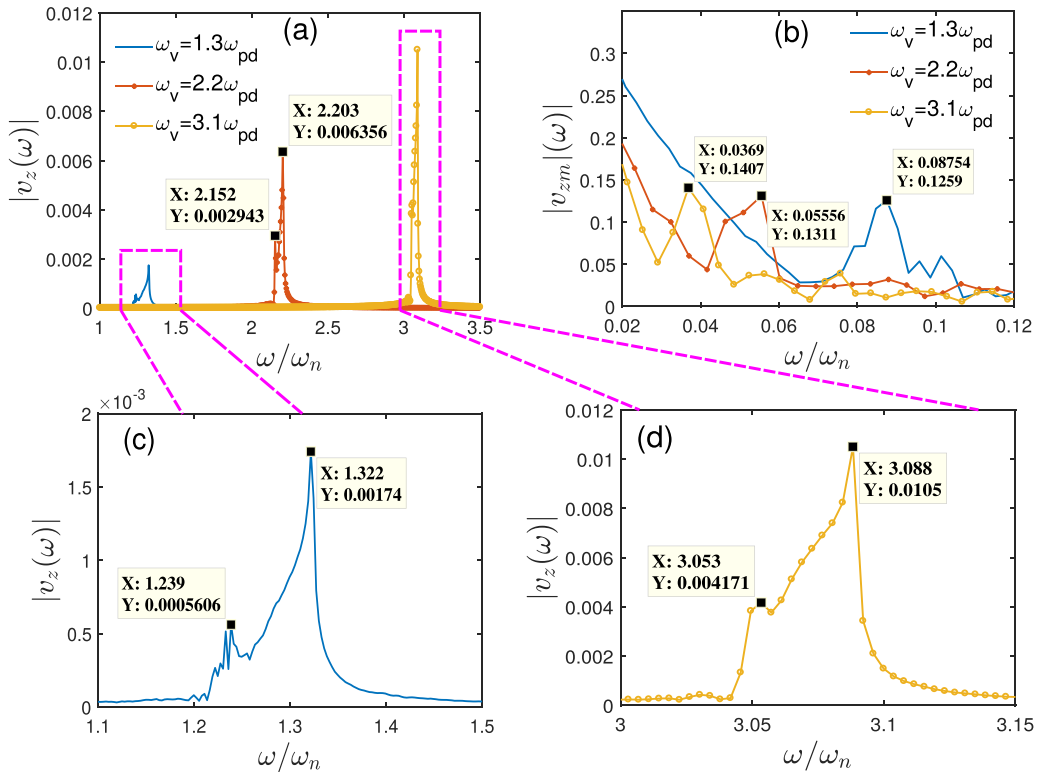 (a)
ω_v=1.3ω_pd
ω_v=2.2ω_pd
ω_v=3.1ω_pd
X: 2.203
Y: 0.006356
X: 2.152
Y: 0.002943
|v_z(ω)|
0.012
0.01
0.008
0.006
0.004
0.002
0
1
1.5
2
2.5
3
3.5
ω/ω_n
(b)
ω_v=1.3ω_pd
ω_v=2.2ω_pd
ω_v=3.1ω_pd
X: 0.0369
Y: 0.1407
X: 0.08754
Y: 0.1259
X: 0.05556
Y: 0.1311
|v_zm|(ω)
0.3
0.25
0.2
0.15
0.1
0.05
0
0.02
0.04
0.06
0.08
0.1
0.12
ω/ω_n
×10⁻³
(c)
X: 1.322
Y: 0.00174
X: 1.239
Y: 0.0005606
|v_z(ω)|
2
1.5
1
0.5
0
1.1
1.2
1.3
1.4
1.5
ω/ω_n
(d)
X: 3.088
Y: 0.0105
X: 3.053
Y: 0.004171
|v_z(ω)|
0.012
0.01
0.008
0.006
0.004
0.002
0
3
3.05
3.1
3.15
ω/ω_n